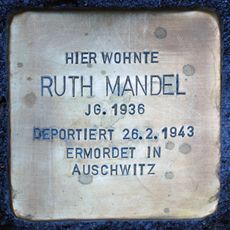 HIER WOHNTE
RUTH MANDEL
JG. 1936
DEPORTIERT 26.2.1943
ERMORDET IN
AUSCHWITZ